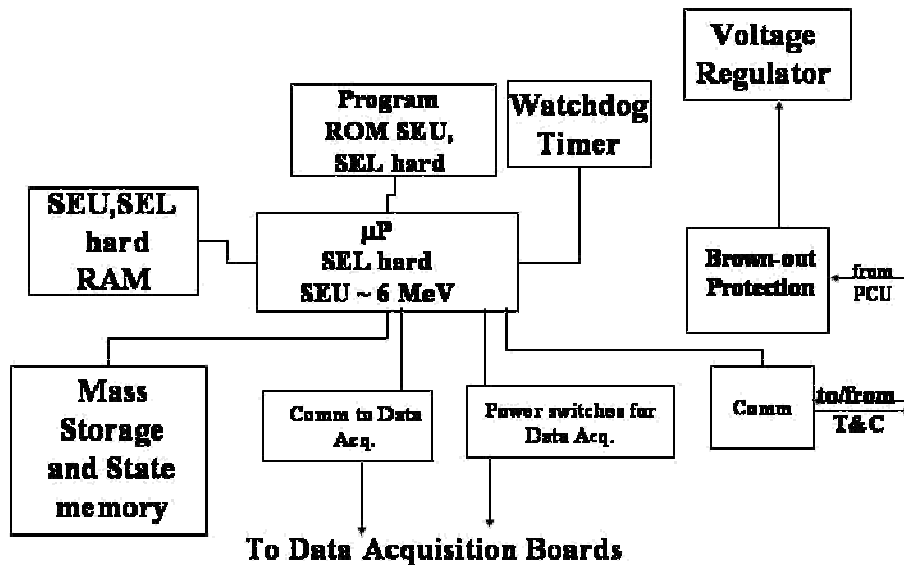 Voltage
Regulator
Program
ROM SEU,
SEL hard
Watchdog
Timer
SEU,SEL
hard
RAM
μP
SEL hard
SEU ~ 6 MeV
Brown-out
Protection
from
PCU
Mass
Storage
and State
memory
Comm to Data
Acq.
Power switches for
Data Acq.
Comm
to/from
T&C
To Data Acquisition Boards